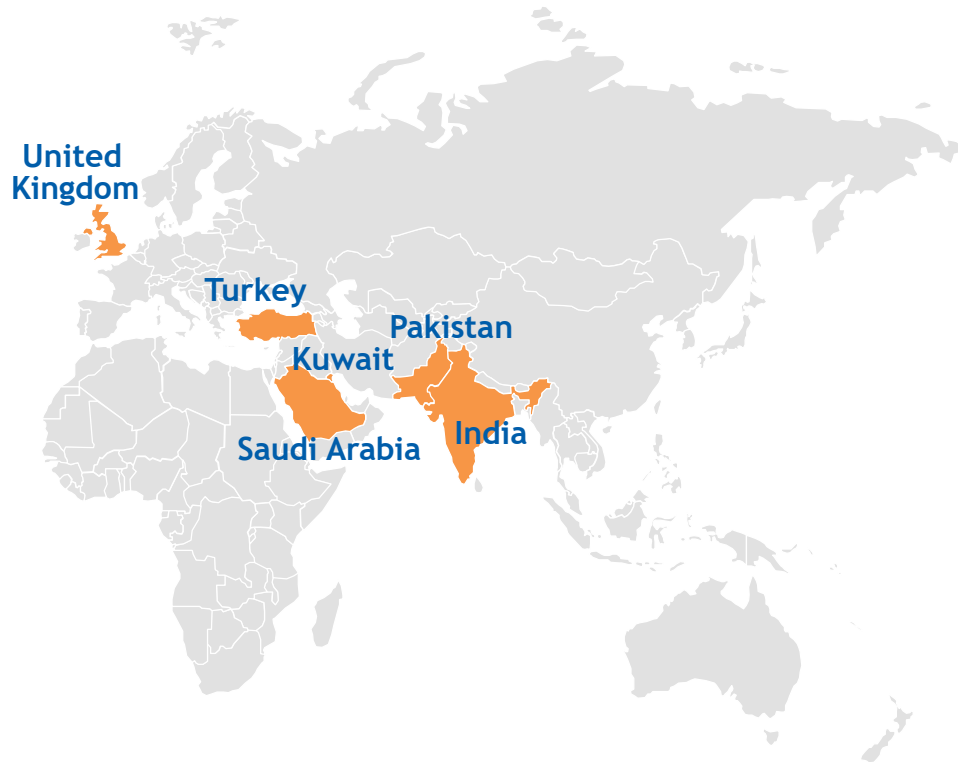 United
Kingdom
Turkey
Pakistan
Kuwait
India
Saudi Arabia